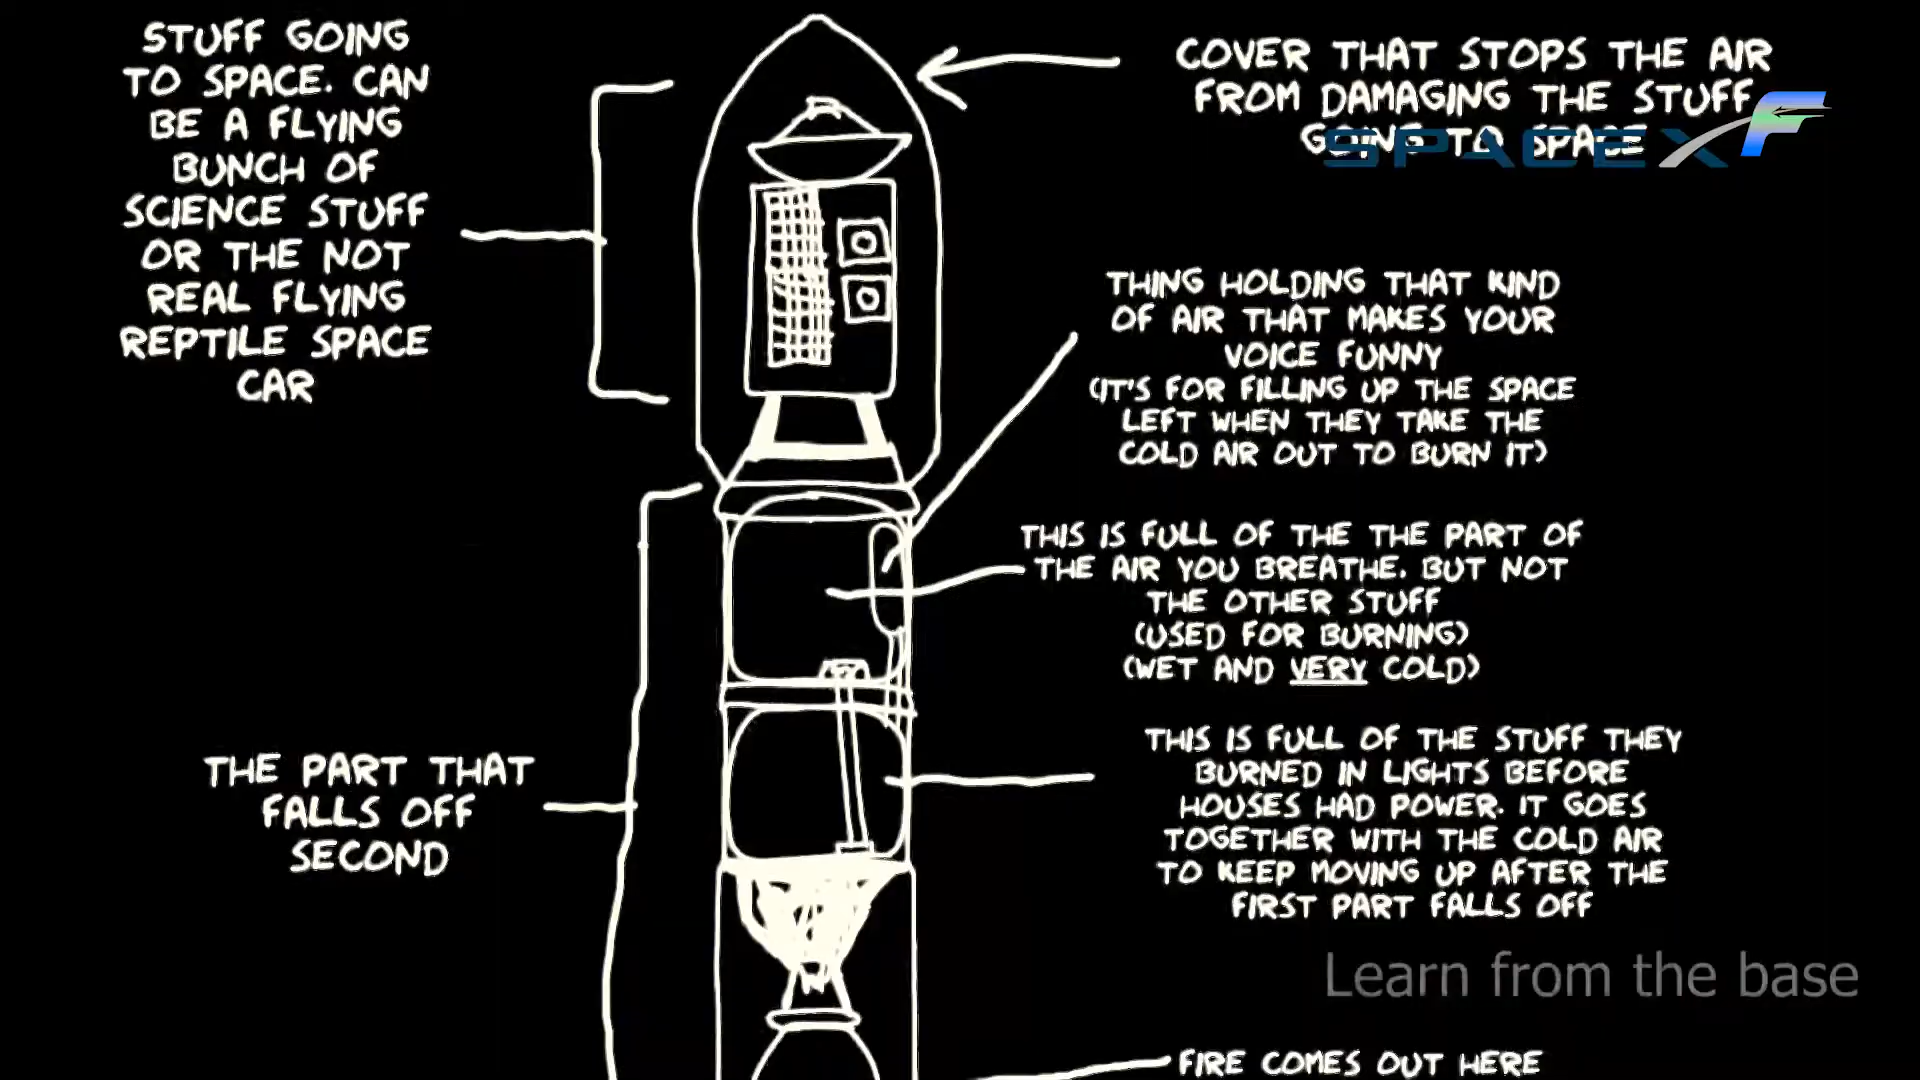 STUFF GOING
TO SPACE. CAN
BE A FLYING
BUNCH OF
SCIENCE STUFF
OR THE NOT
REAL FLYING
REPTILE SPACE
CAR
COVER THAT STOPS THE AIR
FROM DAMAGING THE STUFF
GOING TO SPACE
SPACEX
F
THING HOLDING THAT KIND
OF AIR THAT MAKES YOUR
VOICE FUNNY
(IT'S FOR FILLING UP THE SPACE
LEFT WHEN THEY TAKE THE
COLD AIR OUT TO BURN IT)
THIS IS FULL OF THE THE PART OF
THE AIR YOU BREATHE. BUT NOT
THE OTHER STUFF
(USED FOR BURNING)
(WET AND VERY COLD)
THE PART THAT
FALLS OFF
SECOND
THIS IS FULL OF THE STUFF THEY
BURNED IN LIGHTS BEFORE
HOUSES HAD POWER. IT GOES
TOGETHER WITH THE COLD AIR
TO KEEP MOVING UP AFTER THE
FIRST PART FALLS OFF
Learn from the base
FIRE COMES OUT HERE